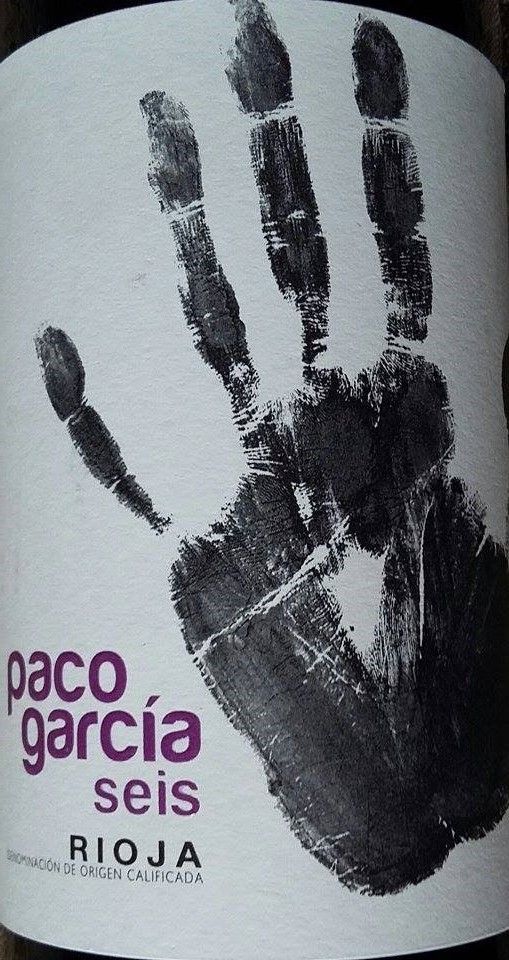 paco
garcía
seis
RIOJA
DENOMINACIÓN DE ORIGEN CALIFICADA